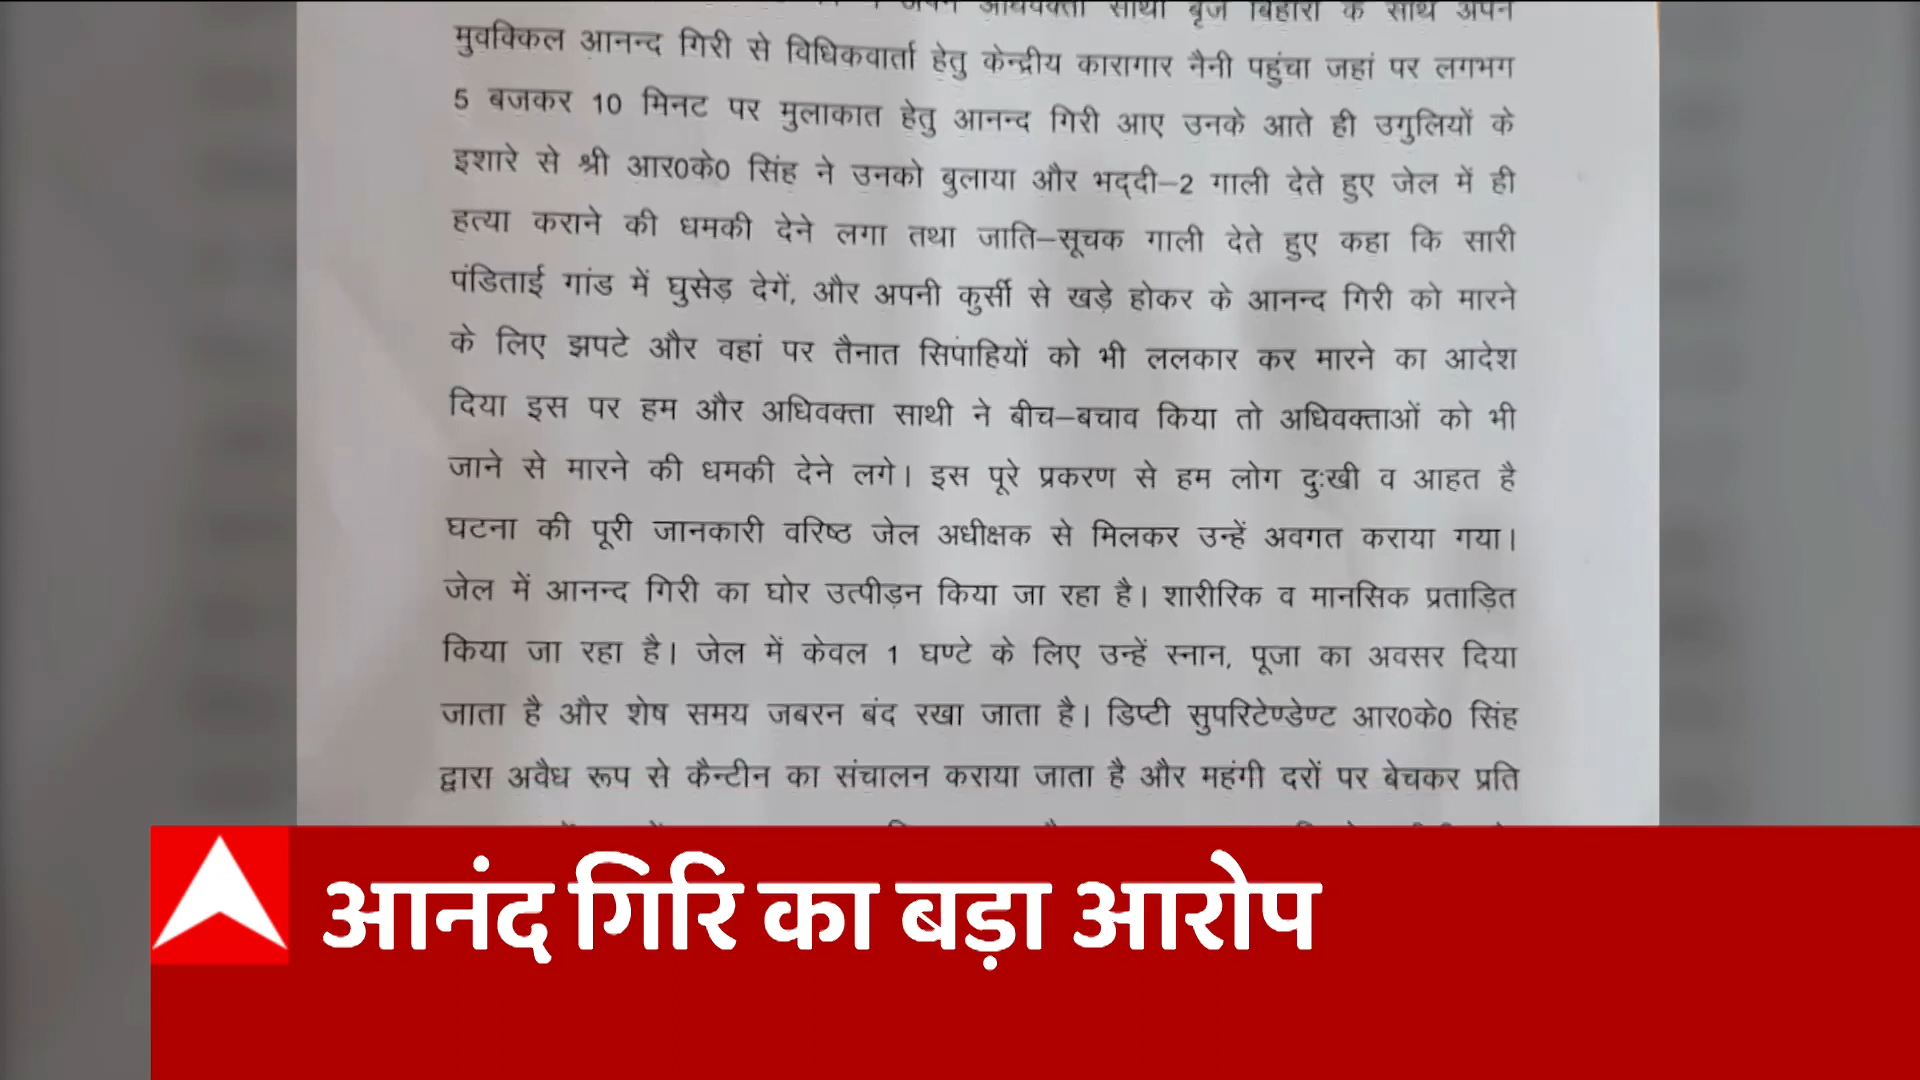 साथी बृज बिहारी के साथ अपने
मुवक्किल आनन्द गिरी से विधिकवार्ता हेतु केन्द्रीय कारागार नैनी पहुंचा जहां पर लगभग
5 बजकर 10 मिनट पर मुलाकात हेतु आनन्द गिरी आए उनके आते ही उगुलियों के
इशारे से श्री आर0के0 सिंह ने उनको बुलाया और भद्दी–2 गाली देते हुए जेल में ही
हत्या कराने की धमकी देने लगा तथा जाति–सूचक गाली देते हुए कहा कि सारी
पंडिताई गांड में घुसेड़ देगें, और अपनी कुर्सी से खड़े होकर के आनन्द गिरी को मारने
के लिए झपटे और वहां पर तैनात सिपाहियों को भी ललकार कर मारने का आदेश
दिया इस पर हम और अधिवक्ता साथी ने बीच–बचाव किया तो अधिवक्ताओं को भी
जाने से मारने की धमकी देने लगे। इस पूरे प्रकरण से हम लोग दुःखी व आहत है
घटना की पूरी जानकारी वरिष्ठ जेल अधीक्षक से मिलकर उन्हें अवगत कराया गया।
जेल में आनन्द गिरी का घोर उत्पीड़न किया जा रहा है। शारीरिक व मानसिक प्रताड़ित
किया जा रहा है। जेल में केवल 1 घण्टे के लिए उन्हें स्नान, पूजा का अवसर दिया
जाता है और शेष समय जबरन बंद रखा जाता है। डिप्टी सुपरिटेण्डेण्ट आर0के0 सिंह
द्वारा अवैध रूप से कैन्टीन का संचालन कराया जाता है और महंगी दरों पर बेचकर प्रति
आनंद गिरि का बड़ा आरोप